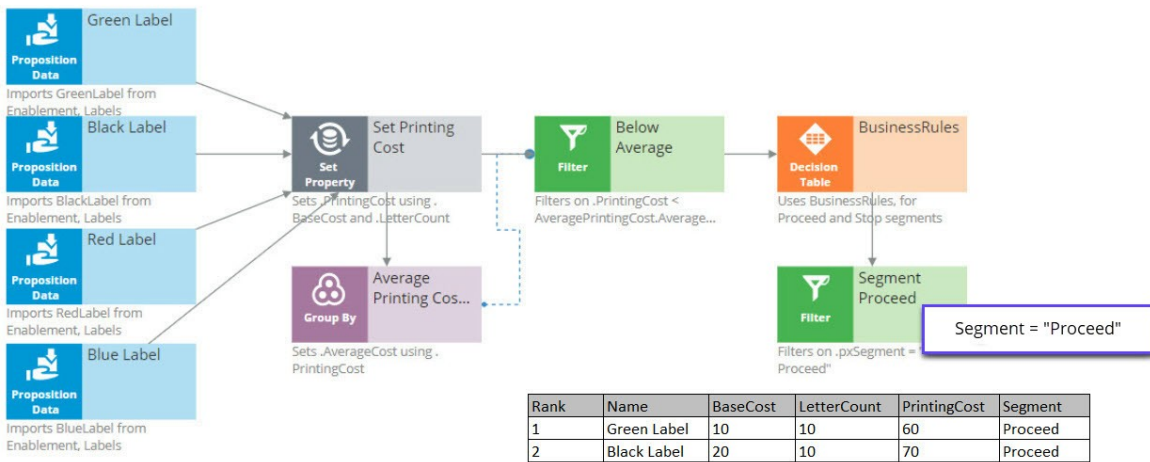 Green Label
Proposition
Data
Imports GreenLabel from
Enablement, Labels
Black Label
Proposition
Data
Imports BlackLabel from
Enablement, Labels
Red Label
Proposition
Data
Imports RedLabel from
Enablement, Labels
Blue Label
Proposition
Data
Imports BlueLabel from
Enablement, Labels
Set Printing
Cost
Set
Property
Sets .PrintingCost using .
BaseCost and .LetterCount
Average
Printing Cos...
Group By
Sets .AverageCost using .
PrintingCost
Below
Average
Filter
Filters on .PrintingCost <
AveragePrintingCost.Average...
BusinessRules
Decision
Table
Uses BusinessRules, for
Proceed and Stop segments
Segment
Proceed
Filter
Filters on .pxSegment = "
Proceed"
Segment = "Proceed"
Rank Name BaseCost LetterCount PrintingCost Segment
1 Green Label 10 10 60 Proceed
2 Black Label 20 10 70 Proceed